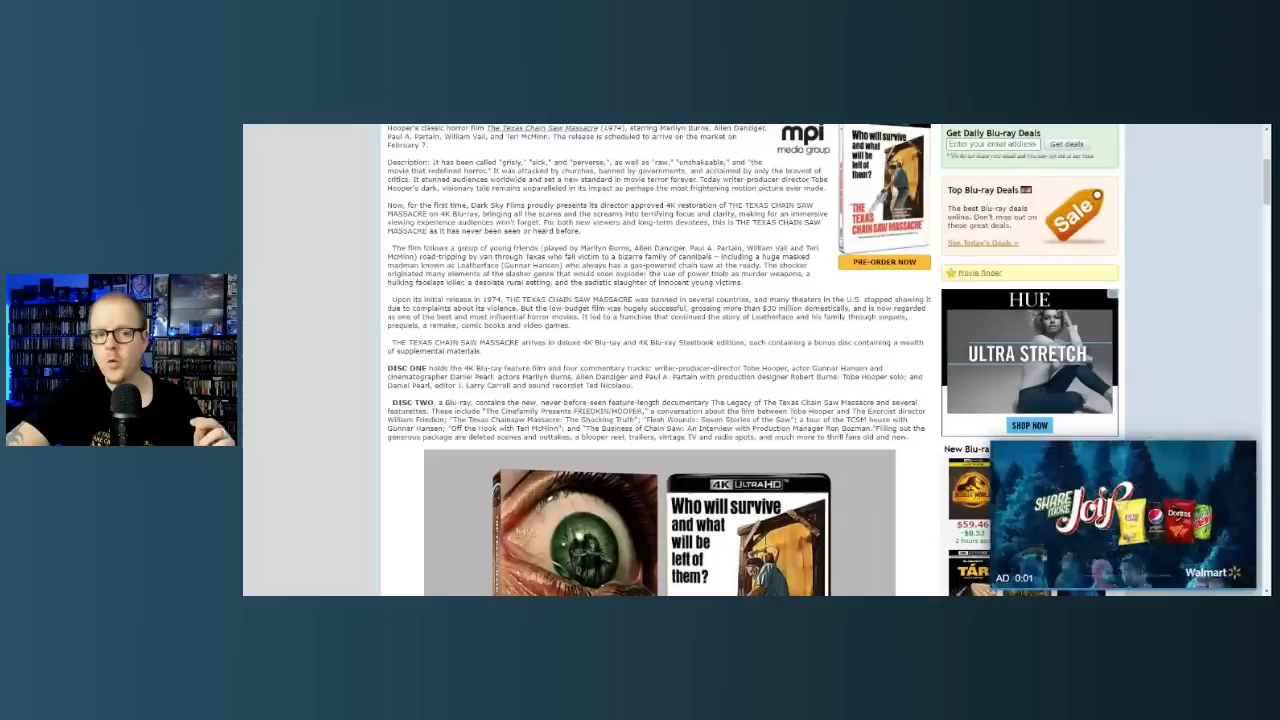 Hooper's classic horror film The Texas Chain Saw Massacre (1974), starring Marilyn Burns, Allen Danziger,
Paul A. Partain, William Vail, and Teri McMinn. The release is scheduled to arrive on the market on
February 7.
Description: It has been called "grisly," "sick," and "perverse,", as well as "raw," "unshakeable," and "the
movie that redefined horror." It was attacked by churches, banned by governments, and acclaimed by only the bravest of
critics. It stunned audiences worldwide and set a new standard in movie terror forever. Today writer-producer director Tobe
Hooper's dark, visionary tale remains unparalleled in its impact as perhaps the most frightening motion picture ever made.
Now, for the first time, Dark Sky Films proudly presents its director-approved 4K restoration of THE TEXAS CHAIN SAW
MASSACRE on 4K Blu-ray, bringing all the scares and the screams into terrifying focus and clarity, making for an immersive
viewing experience audiences won't forget. For both new viewers and long-term devotees, this is THE TEXAS CHAIN SAW
MASSACRE as it has never been seen or heard before.
The film follows a group of young friends (played by Marilyn Burns, Allen Danziger, Paul A. Partain, William Vail and Teri
McMinn) road-tripping by van through Texas who fall victim to a bizarre family of cannibals – including a huge masked
madman known as Leatherface (Gunnar Hansen) who always has a gas-powered chain saw at the ready. The shocker
originated many elements of the slasher genre that would soon explode: the use of power tools as murder weapons, a
hulking faceless killer, a desolate rural setting, and the sadistic slaughter of innocent young victims.
Upon its initial release in 1974, THE TEXAS CHAIN SAW MASSACRE was banned in several countries, and many theaters in the U.S. stopped showing it
due to complaints about its violence. But the low-budget film was hugely successful, grossing more than $30 million domestically, and is now regarded
as one of the best and most influential horror movies. It led to a franchise that continued the story of Leatherface and his family through sequels,
prequels, a remake, comic books and video games.
THE TEXAS CHAIN SAW MASSACRE arrives in deluxe 4K Blu-ray and 4K Blu-ray Steelbook editions, each containing a bonus disc containing a wealth
of supplemental materials.
DISC ONE holds the 4K Blu-ray feature film and four commentary tracks: writer-producer-director Tobe Hooper, actor Gunnar Hansen and
cinematographer Daniel Pearl; actors Marilyn Burns, Allen Danziger and Paul A. Partain with production designer Robert Burns; Tobe Hooper solo; and
Daniel Pearl, editor J. Larry Carroll and sound recordist Ted Nicolaou.
DISC TWO, a Blu-ray, contains the new, never-before-seen feature-length documentary The Legacy of The Texas Chain Saw Massacre and several
featurettes. These include "The Cinefamily Presents FRIEDKIN/HOOPER," a conversation about the film between Tobe Hooper and The Exorcist director
William Friedkin; "The Texas Chainsaw Massacre: The Shocking Truth"; "Flesh Wounds: Seven Stories of the Saw"; a tour of the TCSM house with
Gunnar Hansen; "Off the Hook with Teri McMinn"; and "The Business of Chain Saw: An Interview with Production Manager Ron Bozman."Filling out the
generous package are deleted scenes and outtakes, a blooper reel, trailers, vintage TV and radio spots, and much more to thrill fans old and new.
mpi
media group
Who will survive
and what
will be
left of
them?
THE
TEXAS
CHAIN SAW
MASSACRE
PRE-ORDER NOW
4K ULTRA HD
Who will survive
and what
will be
left of
them?
Get Daily Blu-ray Deals
Enter your email address
Get deals
* We do not share your email and you may opt out at any time
Top Blu-ray Deals
The best Blu-ray deals
online. Don't miss out on
these great deals.
See Today's Deals »
Sale
Movie finder
HUE
ULTRA STRETCH
SHOP NOW
New Blu-ra
JURASSIC WORLD
$59.46
-$0.53
2 hours ago
TÁR
SHARE
MORE
Joy
Lay's
pepsi
Doritos
AD 0:01
Walmart